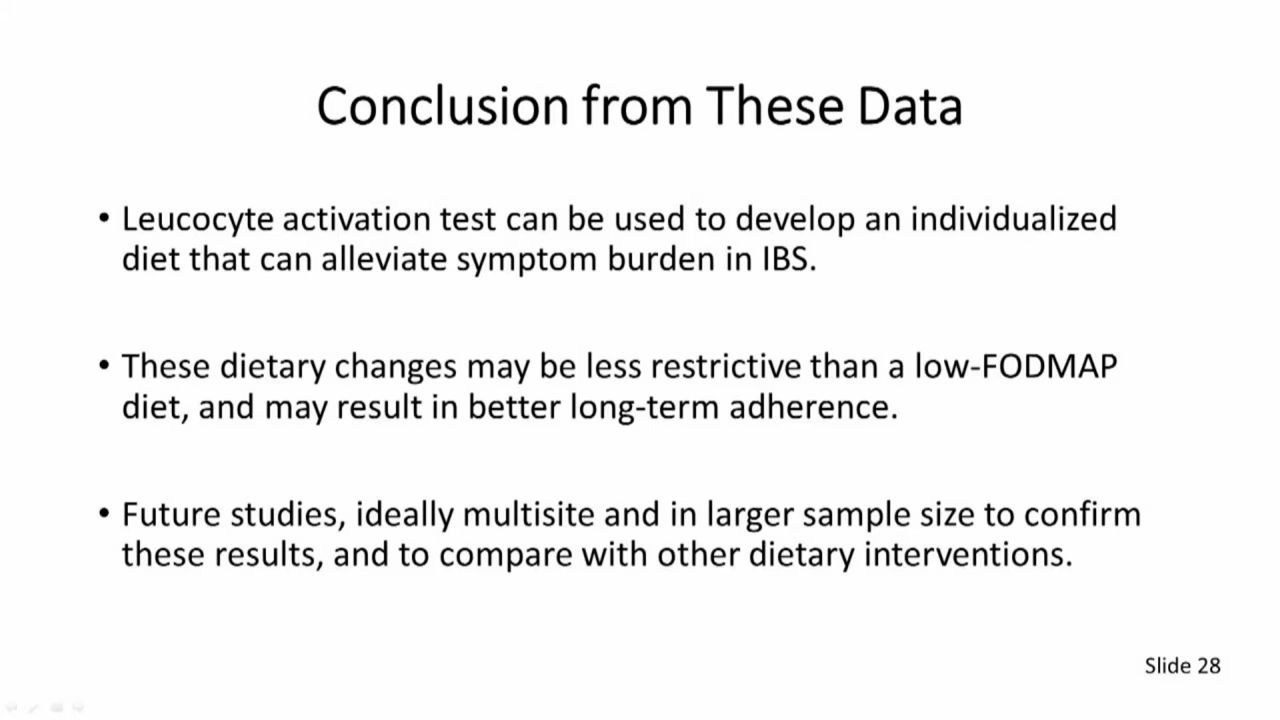 Conclusion from These Data
• Leucocyte activation test can be used to develop an individualized
diet that can alleviate symptom burden in IBS.
• These dietary changes may be less restrictive than a low-FODMAP
diet, and may result in better long-term adherence.
• Future studies, ideally multisite and in larger sample size to confirm
these results, and to compare with other dietary interventions.
Slide 28